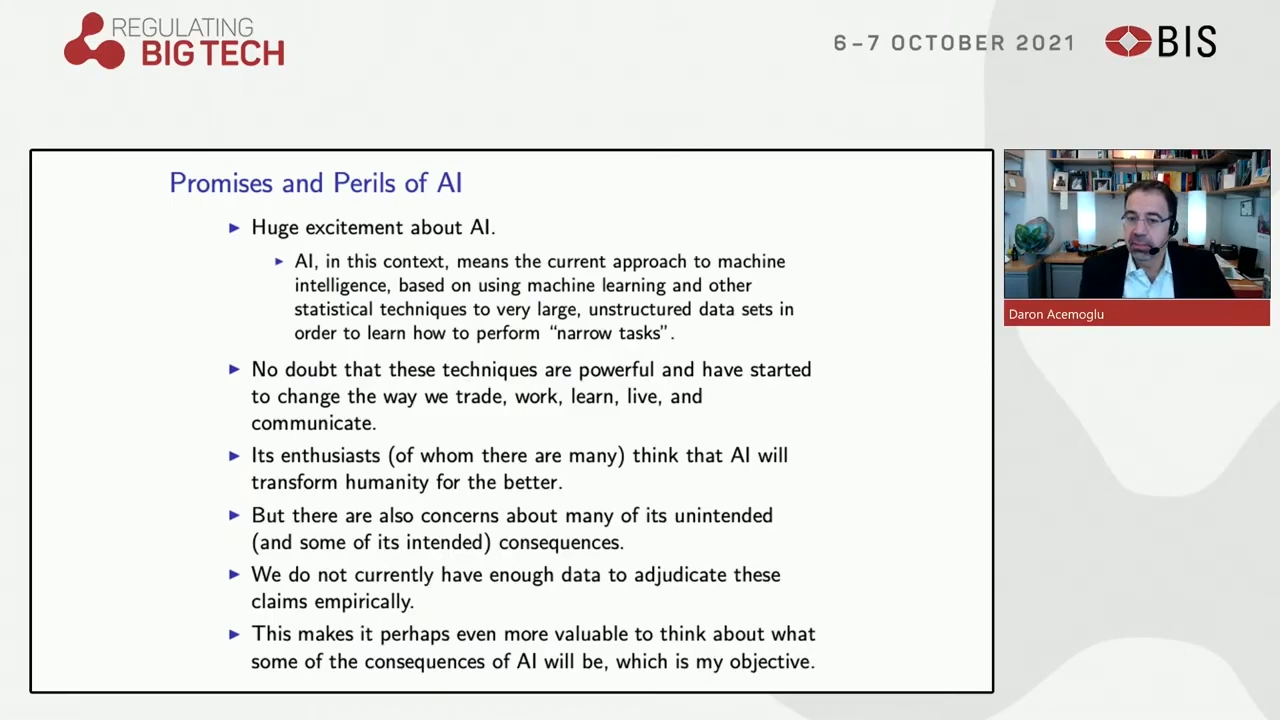 REGULATING
BIG TECH
6–7 OCTOBER 2021
BIS
Promises and Perils of AI
▶ Huge excitement about AI.
▶ AI, in this context, means the current approach to machine
intelligence, based on using machine learning and other
statistical techniques to very large, unstructured data sets in
order to learn how to perform “narrow tasks”.
▶ No doubt that these techniques are powerful and have started
to change the way we trade, work, learn, live, and
communicate.
▶ Its enthusiasts (of whom there are many) think that AI will
transform humanity for the better.
▶ But there are also concerns about many of its unintended
(and some of its intended) consequences.
▶ We do not currently have enough data to adjudicate these
claims empirically.
▶ This makes it perhaps even more valuable to think about what
some of the consequences of AI will be, which is my objective.
Daron Acemoglu